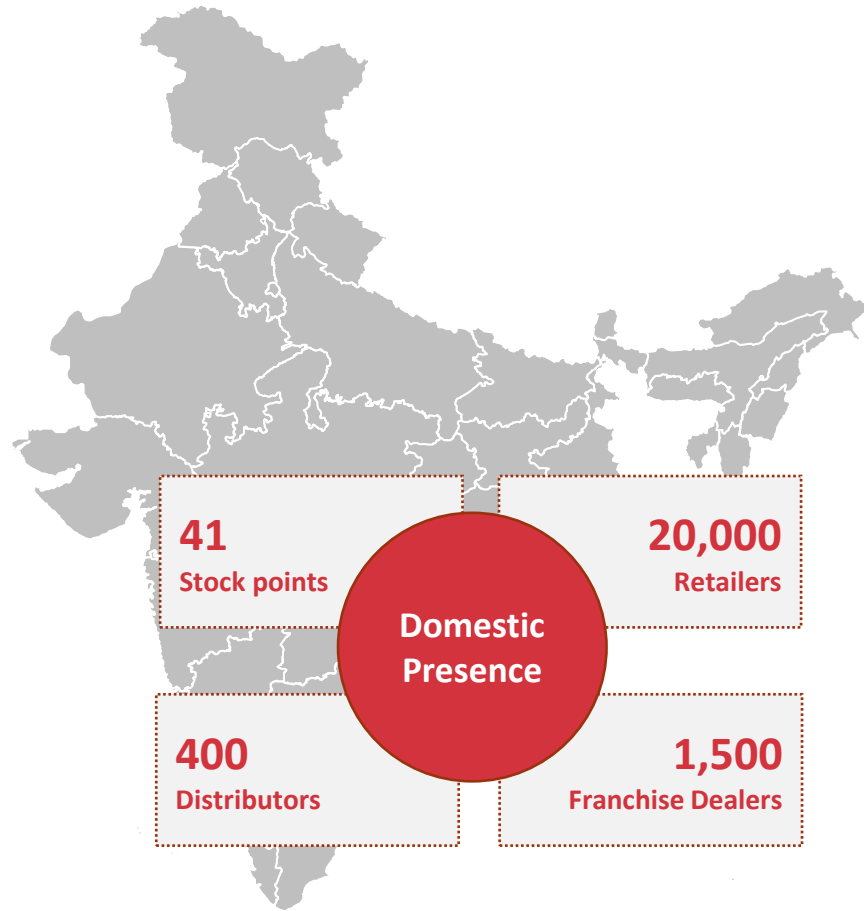 41
Stock points
20,000
Retailers
Domestic
Presence
400
Distributors
1,500
Franchise Dealers